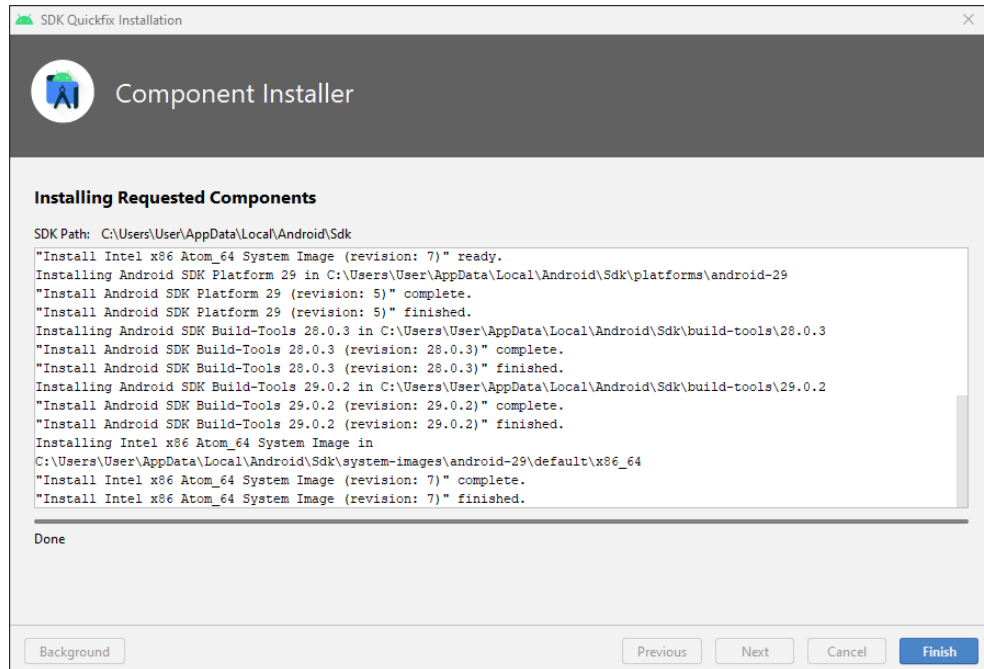 SDK Quickfix Installation
Component Installer
Installing Requested Components
SDK Path: C:\Users\User\AppData\Local\Android\Sdk
"Install Intel x86 Atom_64 System Image (revision: 7)" ready.
Installing Android SDK Platform 29 in C:\Users\User\AppData\Local\Android\Sdk\platforms\android-29
"Install Android SDK Platform 29 (revision: 5)" complete.
"Install Android SDK Platform 29 (revision: 5)" finished.
Installing Android SDK Build-Tools 28.0.3 in C:\Users\User\AppData\Local\Android\Sdk\build-tools\28.0.3
"Install Android SDK Build-Tools 28.0.3 (revision: 28.0.3)" complete.
"Install Android SDK Build-Tools 28.0.3 (revision: 28.0.3)" finished.
Installing Android SDK Build-Tools 29.0.2 in C:\Users\User\AppData\Local\Android\Sdk\build-tools\29.0.2
"Install Android SDK Build-Tools 29.0.2 (revision: 29.0.2)" complete.
"Install Android SDK Build-Tools 29.0.2 (revision: 29.0.2)" finished.
Installing Intel x86 Atom_64 System Image in
C:\Users\User\AppData\Local\Android\Sdk\system-images\android-29\default\x86_64
"Install Intel x86 Atom_64 System Image (revision: 7)" complete.
"Install Intel x86 Atom_64 System Image (revision: 7)" finished.
Done
Background
Previous
Next
Cancel
Finish